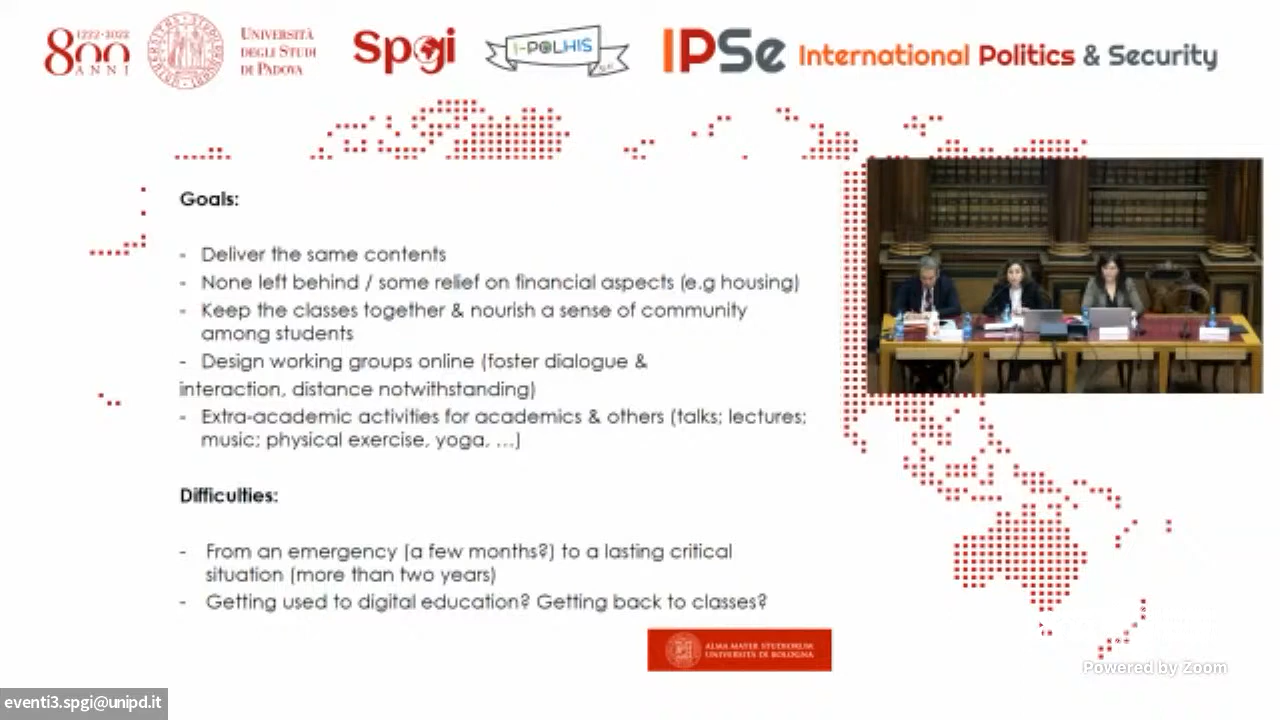 1222·2022
800
ANNI
UNIVERSITÀ
DEGLI STUDI
DI PADOVA
Spgi
I-POLHIS
IPSe International Politics & Security
Goals:
- Deliver the same contents
- None left behind / some relief on financial aspects (e.g housing)
- Keep the classes together & nourish a sense of community
among students
- Design working groups online (foster dialogue &
interaction, distance notwithstanding)
- Extra-academic activities for academics & others (talks; lectures;
music; physical exercise, yoga, …)
Difficulties:
- From an emergency (a few months?) to a lasting critical
situation (more than two years)
- Getting used to digital education? Getting back to classes?
ALMA MATER STUDIORUM
UNIVERSITÀ DI BOLOGNA
Powered by Zoom
eventi3.spgi@unipd.it